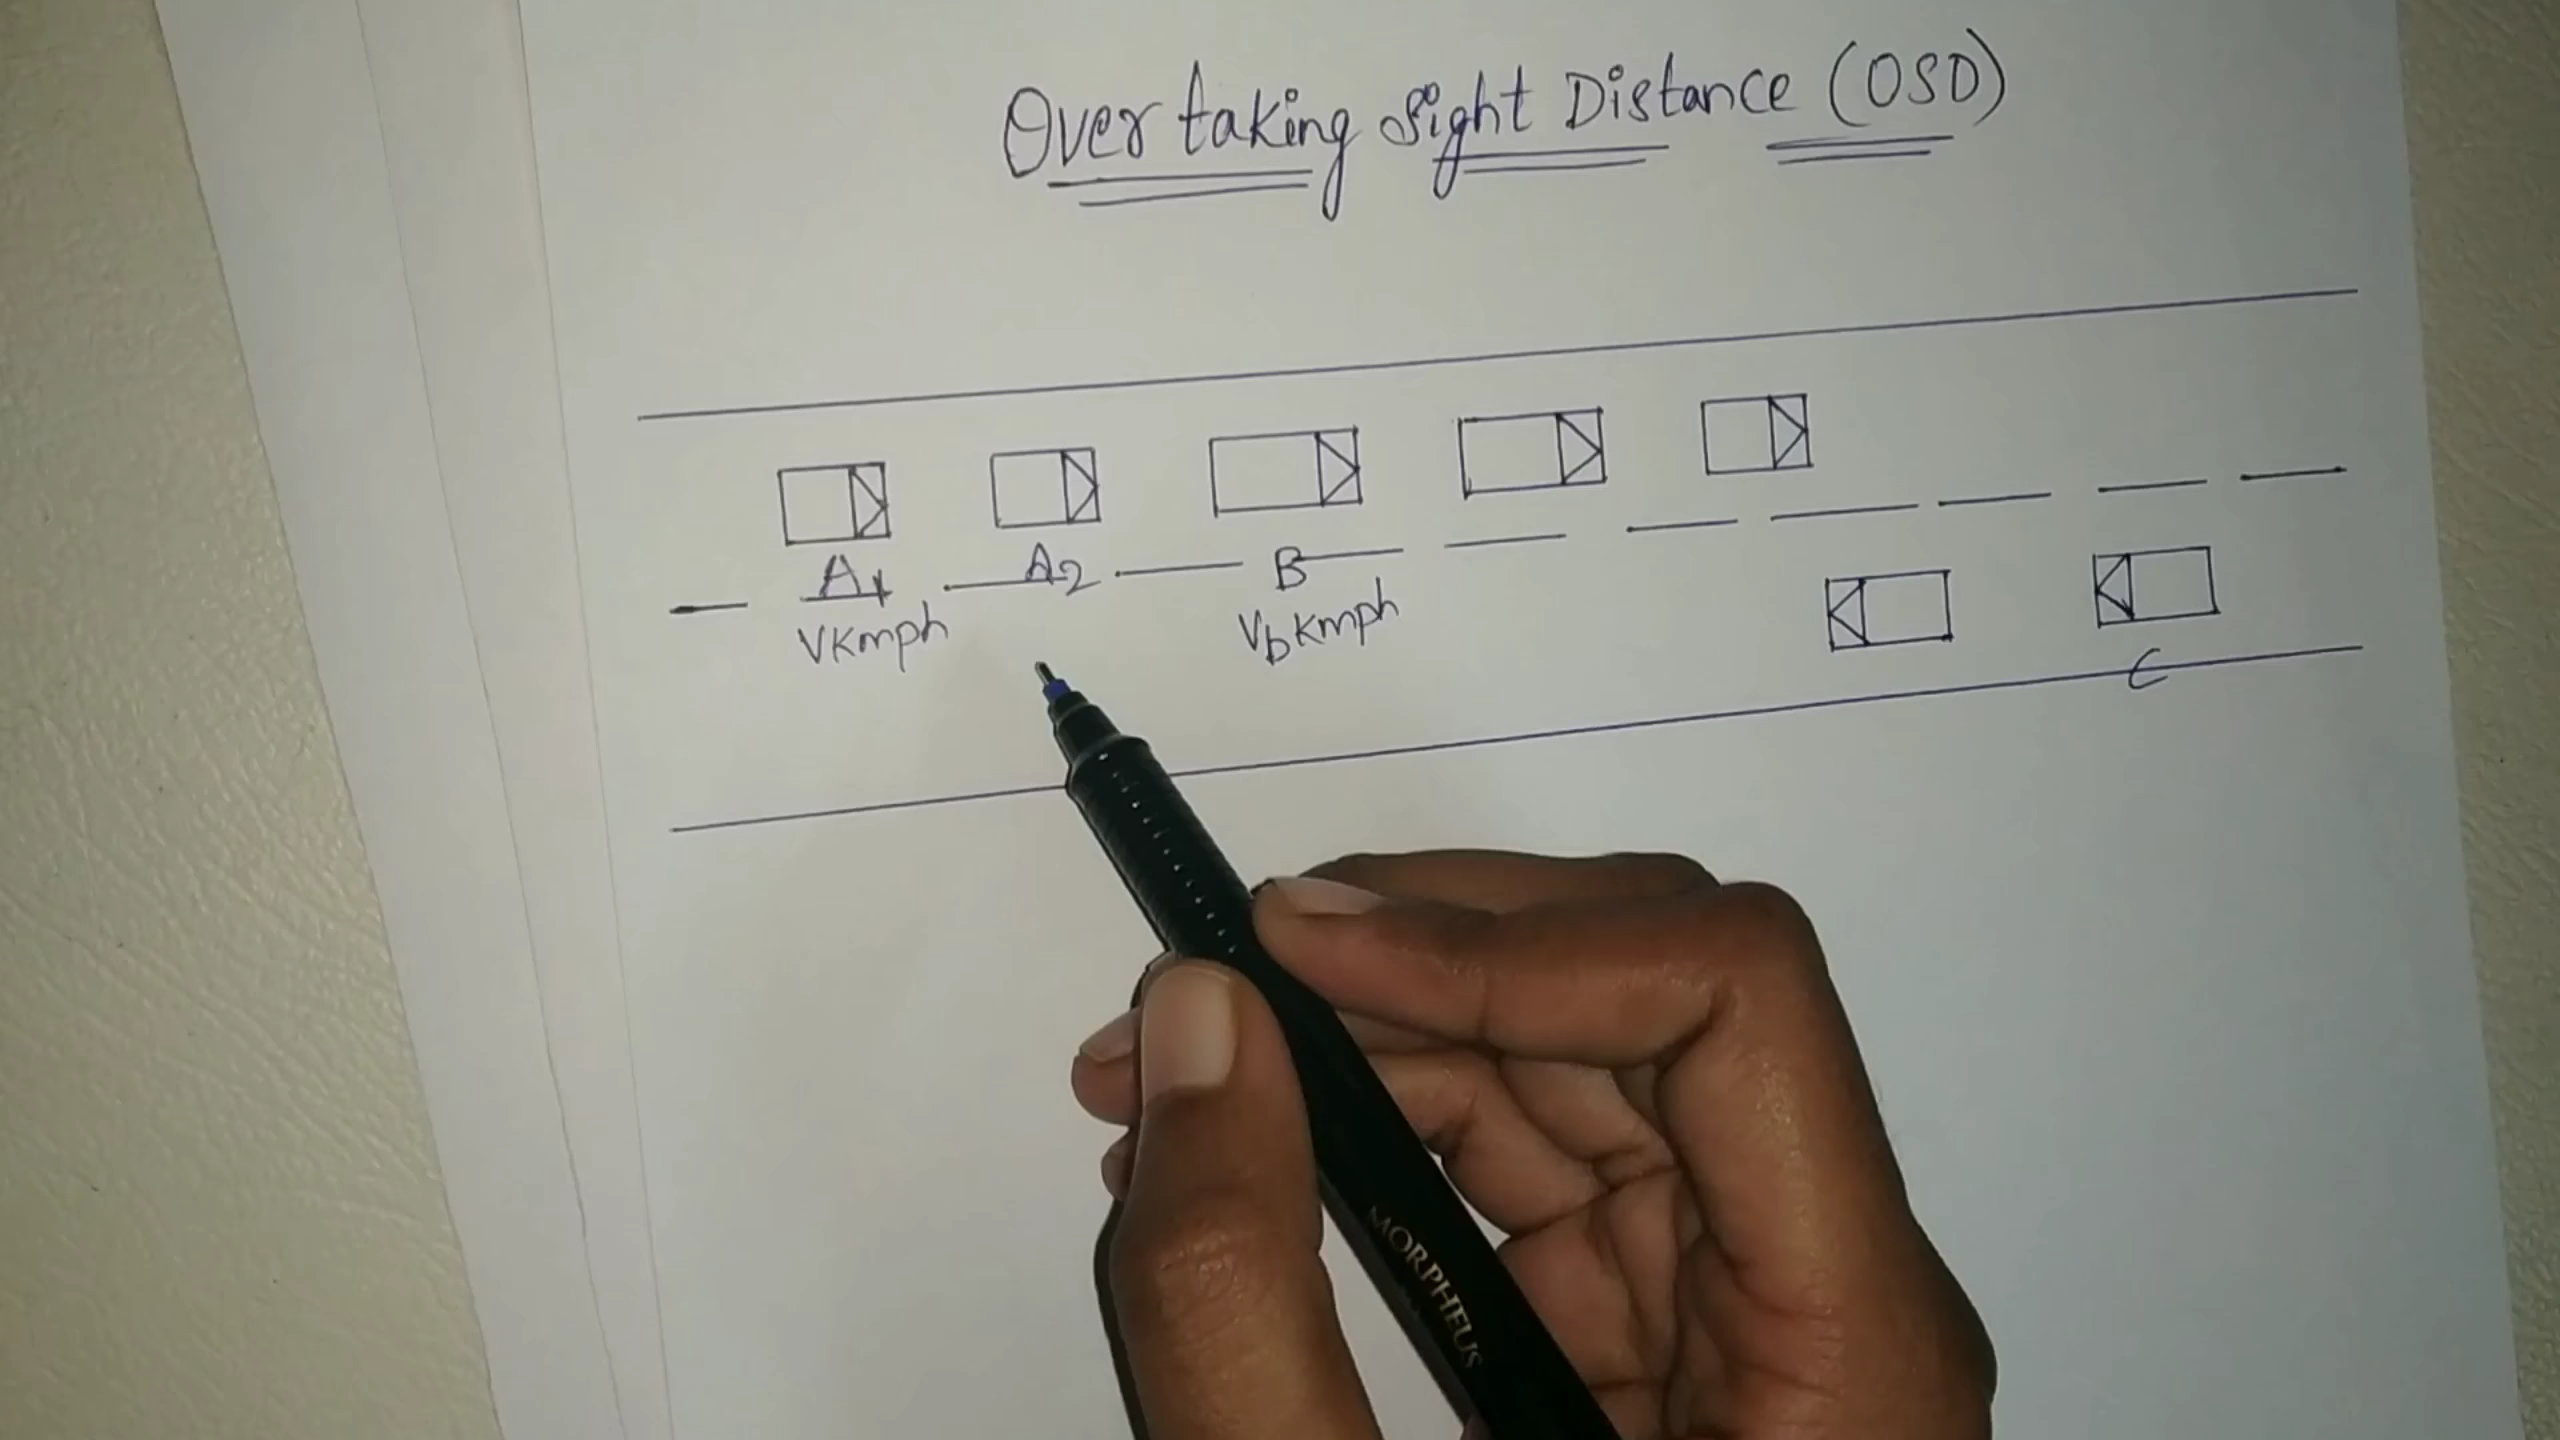 Over taking Sight Distance (OSD)
A1 A2 B
VKmph VbKmph
C
MORPHEUS